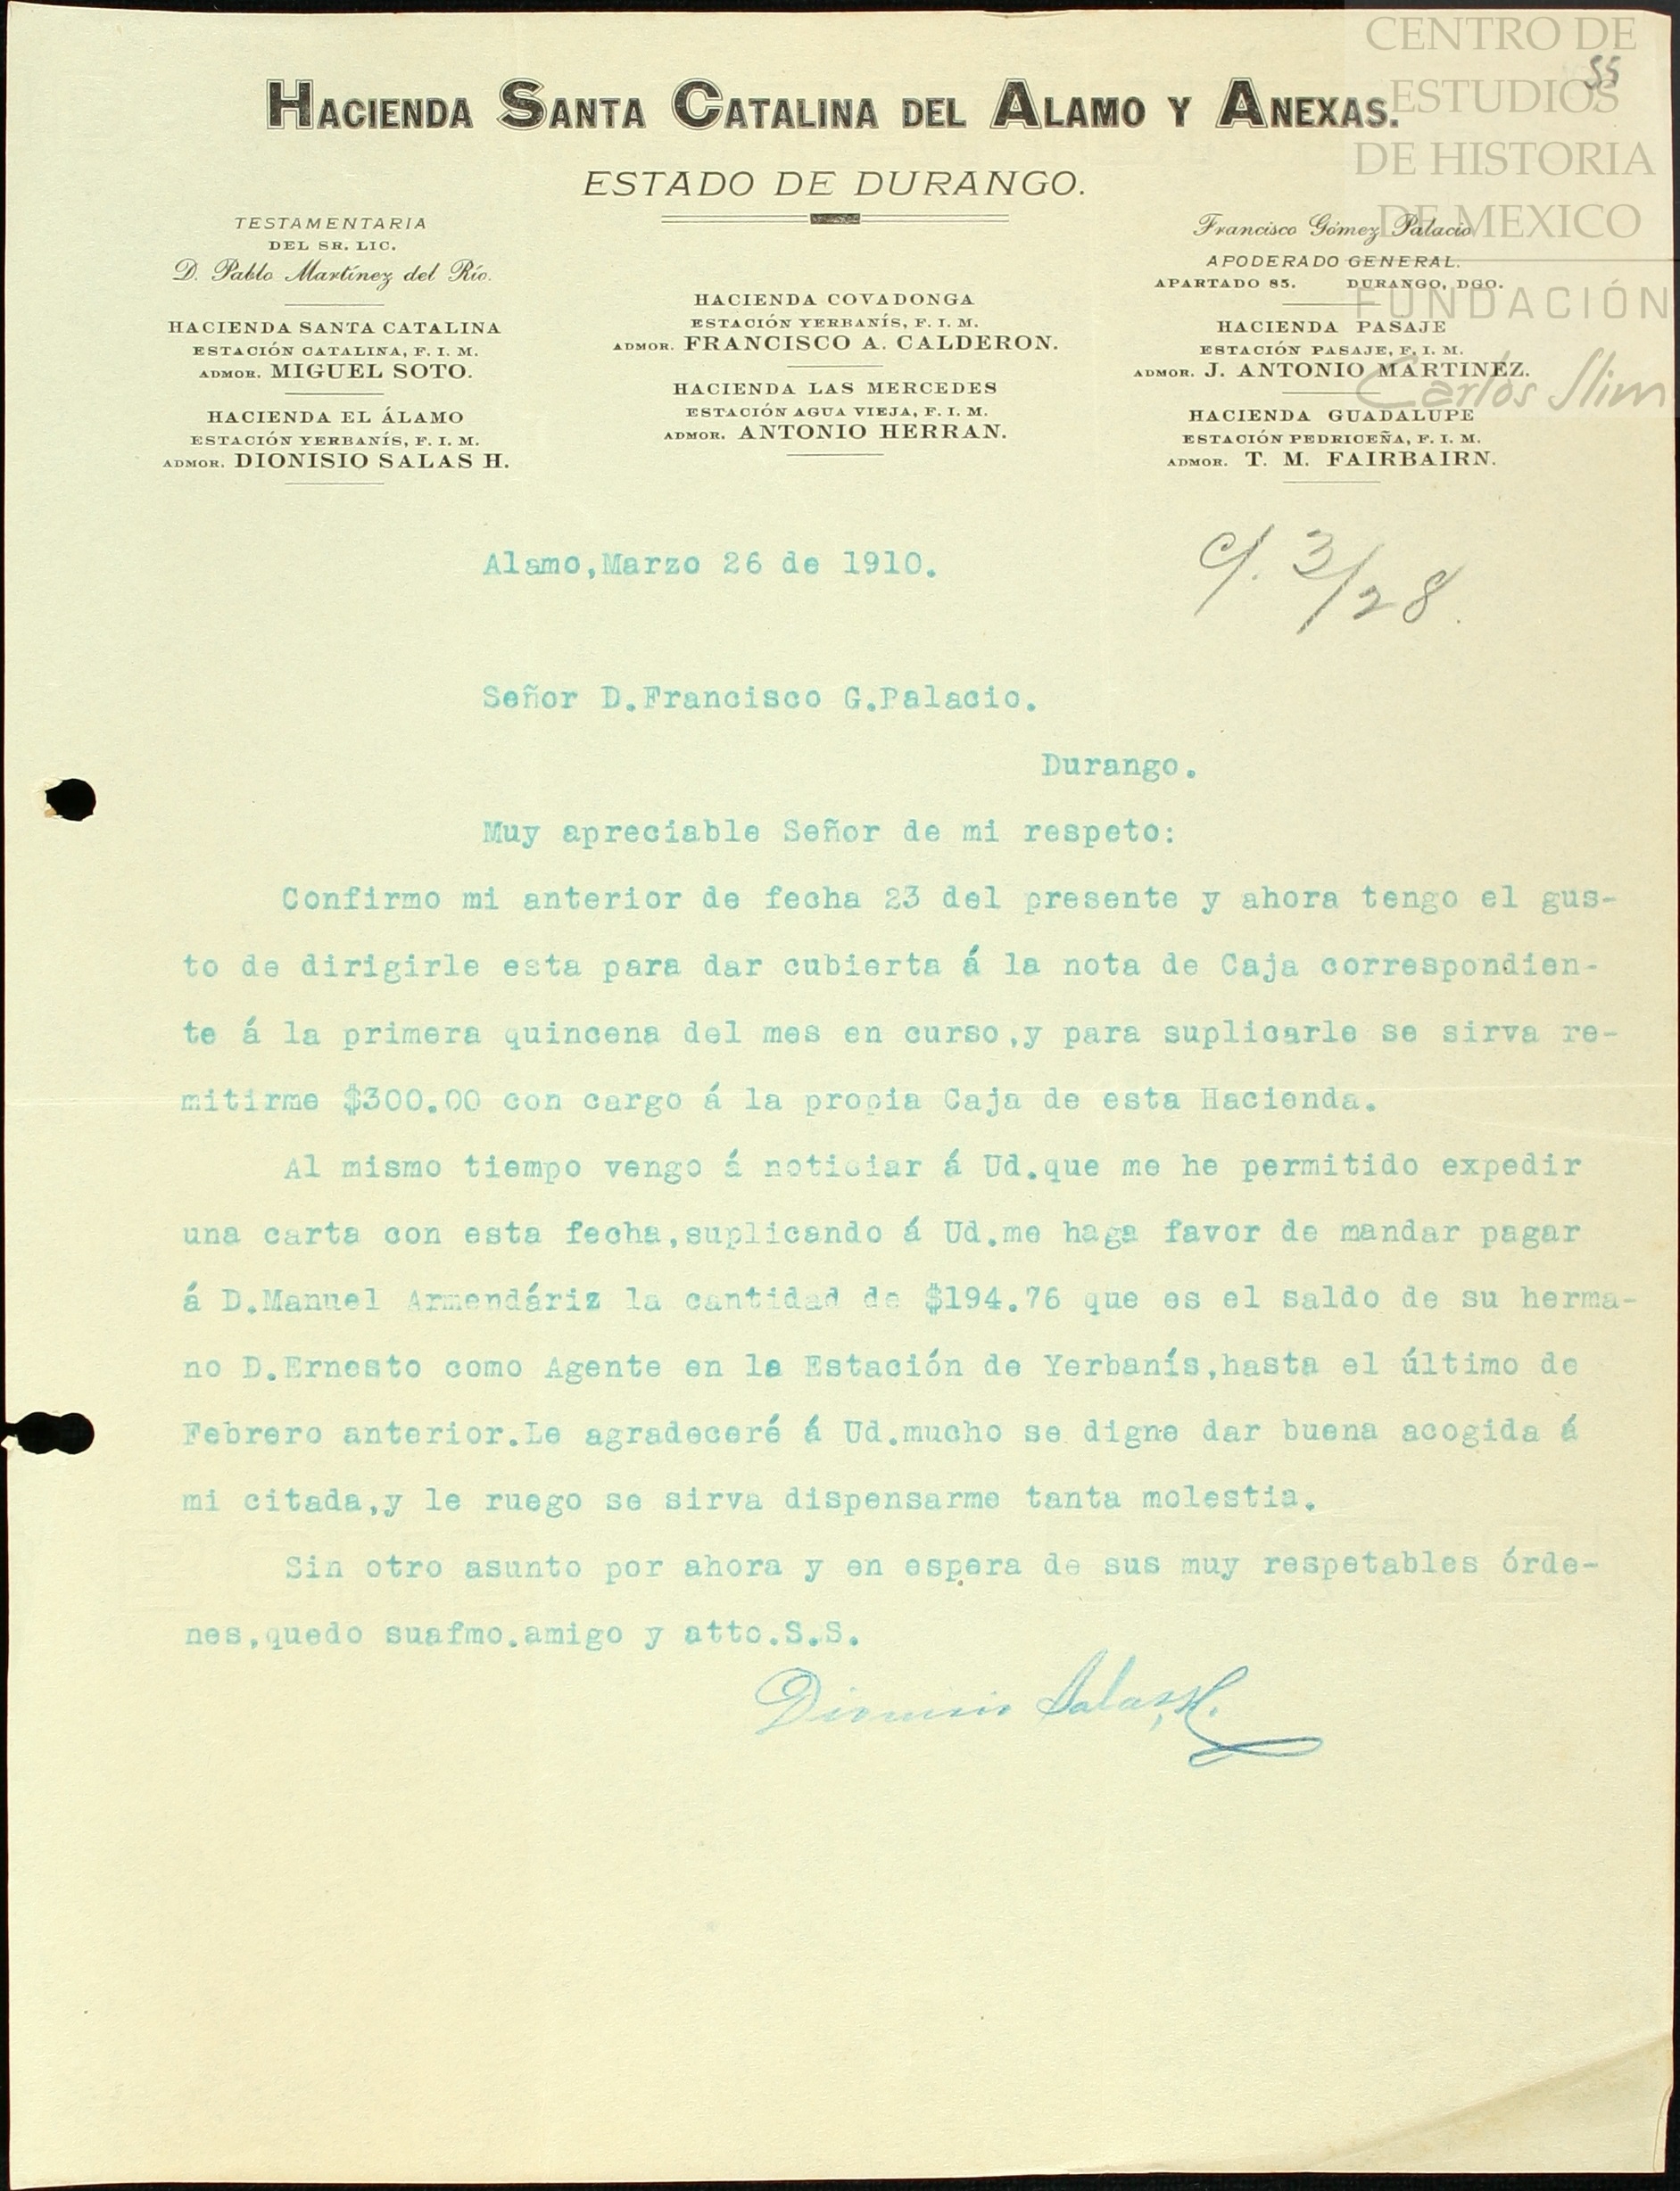 CENTRO DE
ESTUDIOS
DE HISTORIA
DE MEXICO
FUNDACIÓN
Carlos Slim
55
HACIENDA SANTA CATALINA DEL ALAMO Y ANEXAS.
ESTADO DE DURANGO.
TESTAMENTARIA
DEL SR. LIC.
D. Pablo Martínez del Río.
HACIENDA SANTA CATALINA
ESTACIÓN CATALINA, F. I. M.
ADMOR. MIGUEL SOTO.
HACIENDA EL ÁLAMO
ESTACIÓN YERBANÍS, F. I. M.
ADMOR. DIONISIO SALAS H.
HACIENDA COVADONGA
ESTACIÓN YERBANÍS, F. I. M.
ADMOR. FRANCISCO A. CALDERON.
HACIENDA LAS MERCEDES
ESTACIÓN AGUA VIEJA, F. I. M.
ADMOR. ANTONIO HERRAN.
Francisco Gómez Palacio
APODERADO GENERAL.
APARTADO 85. DURANGO, DGO.
HACIENDA PASAJE
ESTACIÓN PASAJE, F. I. M.
ADMOR. J. ANTONIO MARTINEZ.
HACIENDA GUADALUPE
ESTACIÓN PEDRICEÑA, F. I. M.
ADMOR. T. M. FAIRBAIRN.
Alamo,Marzo 26 de 1910.
c/. 3/28.
Señor D.Francisco G.Palacio.
Durango.
Muy apreciable Señor de mi respeto:
Confirmo mi anterior de fecha 23 del presente y ahora tengo el gus-
to de dirigirle esta para dar cubierta á la nota de Caja correspondien-
te á la primera quincena del mes en curso,y para suplicarle se sirva re-
mitirme $300.00 con cargo á la propia Caja de esta Hacienda.
Al mismo tiempo vengo á noticiar á Ud.que me he permitido expedir
una carta con esta fecha,suplicando á Ud.me haga favor de mandar pagar
á D.Manuel Armendáriz la cantidad de $194.76 que es el saldo de su herma-
no D.Ernesto como Agente en la Estación de Yerbanís,hasta el último de
Febrero anterior.Le agradeceré á Ud.mucho se digne dar buena acogida á
mi citada,y le ruego se sirva dispensarme tanta molestia.
Sin otro asunto por ahora y en espera de sus muy respetables órde-
nes,quedo suafmo.amigo y atto.S.S.
Dionisio Salas H.